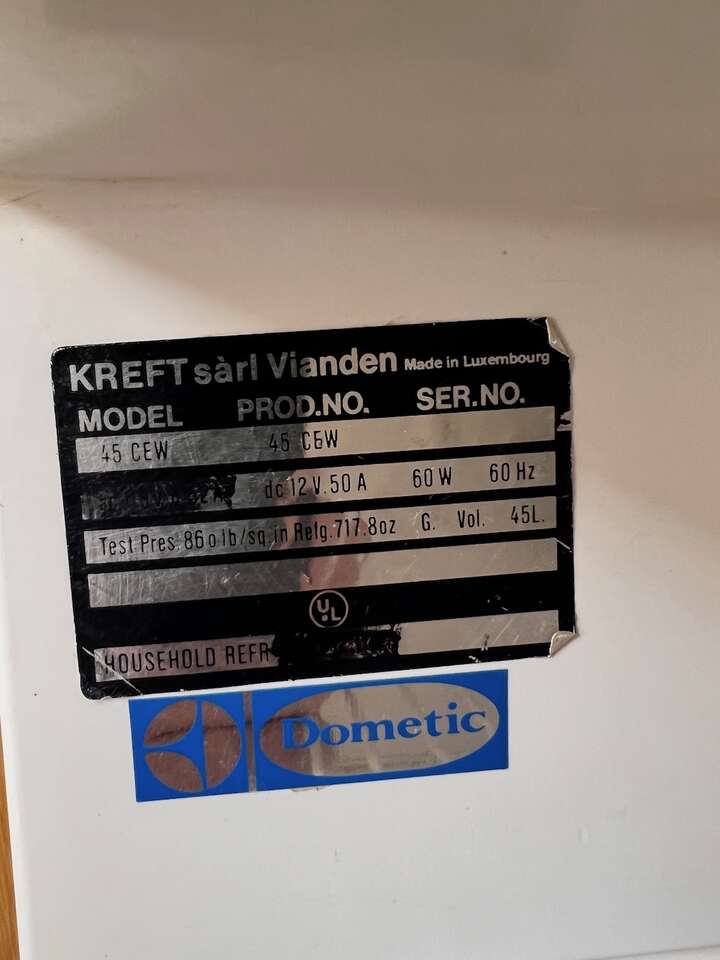 KREFT sàrl Vianden Made in Luxembourg
MODEL PROD.NO. SER.NO.
45 CEW 45 CEW
dc 12 V. 50 A 60 W 60 Hz
Test Pres. 860 lb/sq.in Refg.717.8oz G. Vol. 45L.
UL
HOUSEHOLD REFR
Dometic